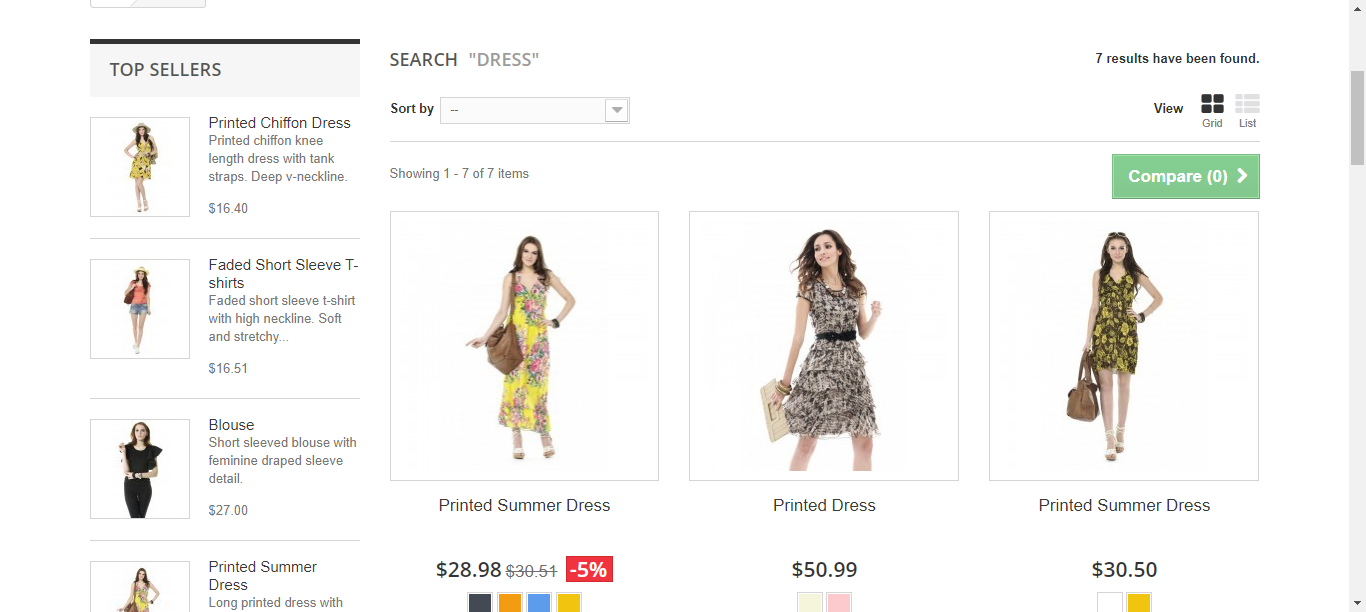 TOP SELLERS
Printed Chiffon Dress
Printed chiffon knee
length dress with tank
straps. Deep v-neckline.
$16.40
Faded Short Sleeve T-
shirts
Faded short sleeve t-shirt
with high neckline. Soft
and stretchy...
$16.51
Blouse
Short sleeved blouse with
feminine draped sleeve
detail.
$27.00
Printed Summer
Dress
Long printed dress with
SEARCH "DRESS"
7 results have been found.
Sort by --
View
Grid List
Showing 1 - 7 of 7 items
Compare (0)
Printed Summer Dress
$28.98 $30.51 -5%
Printed Dress
$50.99
Printed Summer Dress
$30.50